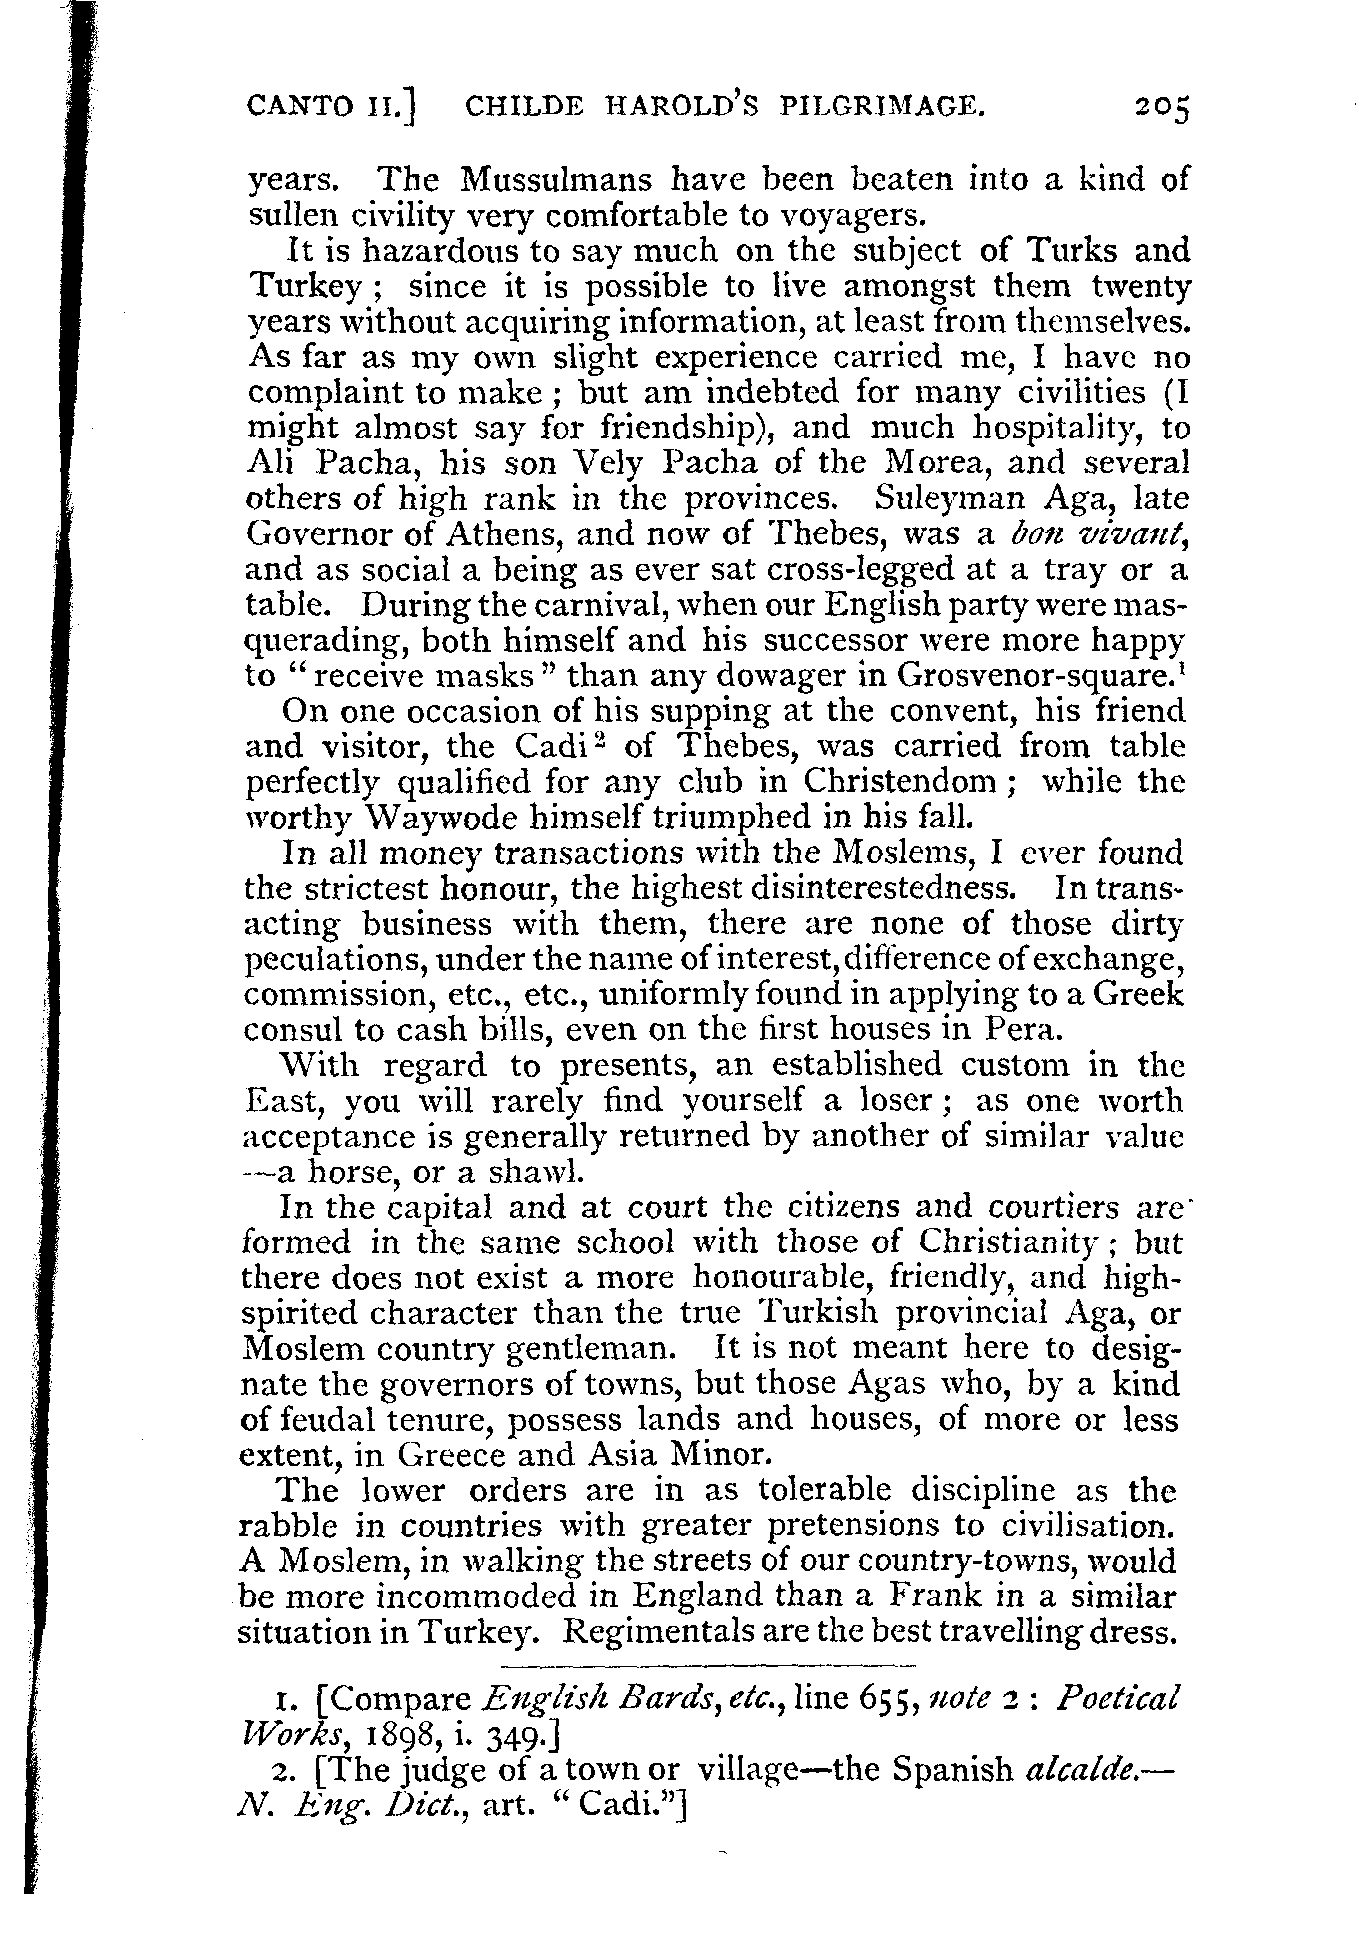 CANTO II.] CHILDE HAROLD'S PILGRIMAGE. 205
years. The Mussulmans have been beaten into a kind of
sullen civility very comfortable to voyagers.
It is hazardous to say much on the subject of Turks and
Turkey ; since it is possible to live amongst them twenty
years without acquiring information, at least from themselves.
As far as my own slight experience carried me, I have no
complaint to make ; but am indebted for many civilities (I
might almost say for friendship), and much hospitality, to
Ali Pacha, his son Vely Pacha of the Morea, and several
others of high rank in the provinces. Suleyman Aga, late
Governor of Athens, and now of Thebes, was a bon vivant,
and as social a being as ever sat cross-legged at a tray or a
table. During the carnival, when our English party were mas-
querading, both himself and his successor were more happy
to “ receive masks ” than any dowager in Grosvenor-square.¹
On one occasion of his supping at the convent, his friend
and visitor, the Cadi ² of Thebes, was carried from table
perfectly qualified for any club in Christendom ; while the
worthy Waywode himself triumphed in his fall.
In all money transactions with the Moslems, I ever found
the strictest honour, the highest disinterestedness. In trans-
acting business with them, there are none of those dirty
peculations, under the name of interest, difference of exchange,
commission, etc., etc., uniformly found in applying to a Greek
consul to cash bills, even on the first houses in Pera.
With regard to presents, an established custom in the
East, you will rarely find yourself a loser ; as one worth
acceptance is generally returned by another of similar value
—a horse, or a shawl.
In the capital and at court the citizens and courtiers are
formed in the same school with those of Christianity ; but
there does not exist a more honourable, friendly, and high-
spirited character than the true Turkish provincial Aga, or
Moslem country gentleman. It is not meant here to desig-
nate the governors of towns, but those Agas who, by a kind
of feudal tenure, possess lands and houses, of more or less
extent, in Greece and Asia Minor.
The lower orders are in as tolerable discipline as the
rabble in countries with greater pretensions to civilisation.
A Moslem, in walking the streets of our country-towns, would
be more incommoded in England than a Frank in a similar
situation in Turkey. Regimentals are the best travelling dress.
1. [Compare English Bards, etc., line 655, note 2 : Poetical
Works, 1898, i. 349.]
2. [The judge of a town or village—the Spanish alcalde.—
N. Eng. Dict., art. “ Cadi.”]